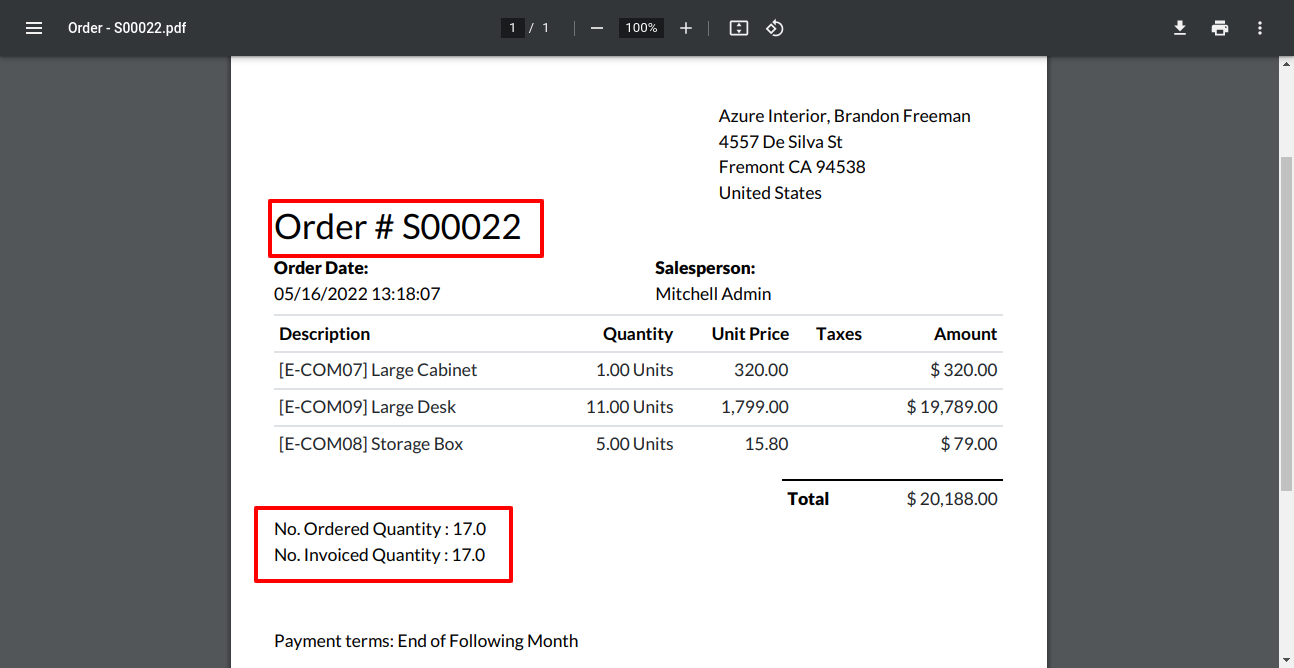 Order - S00022.pdf
1 / 1
100%
Azure Interior, Brandon Freeman
4557 De Silva St
Fremont CA 94538
United States
Order # S00022
Order Date: Salesperson:
05/16/2022 13:18:07 Mitchell Admin
Description Quantity Unit Price Taxes Amount
[E-COM07] Large Cabinet 1.00 Units 320.00 $ 320.00
[E-COM09] Large Desk 11.00 Units 1,799.00 $ 19,789.00
[E-COM08] Storage Box 5.00 Units 15.80 $ 79.00
Total $ 20,188.00
No. Ordered Quantity : 17.0
No. Invoiced Quantity : 17.0
Payment terms: End of Following Month